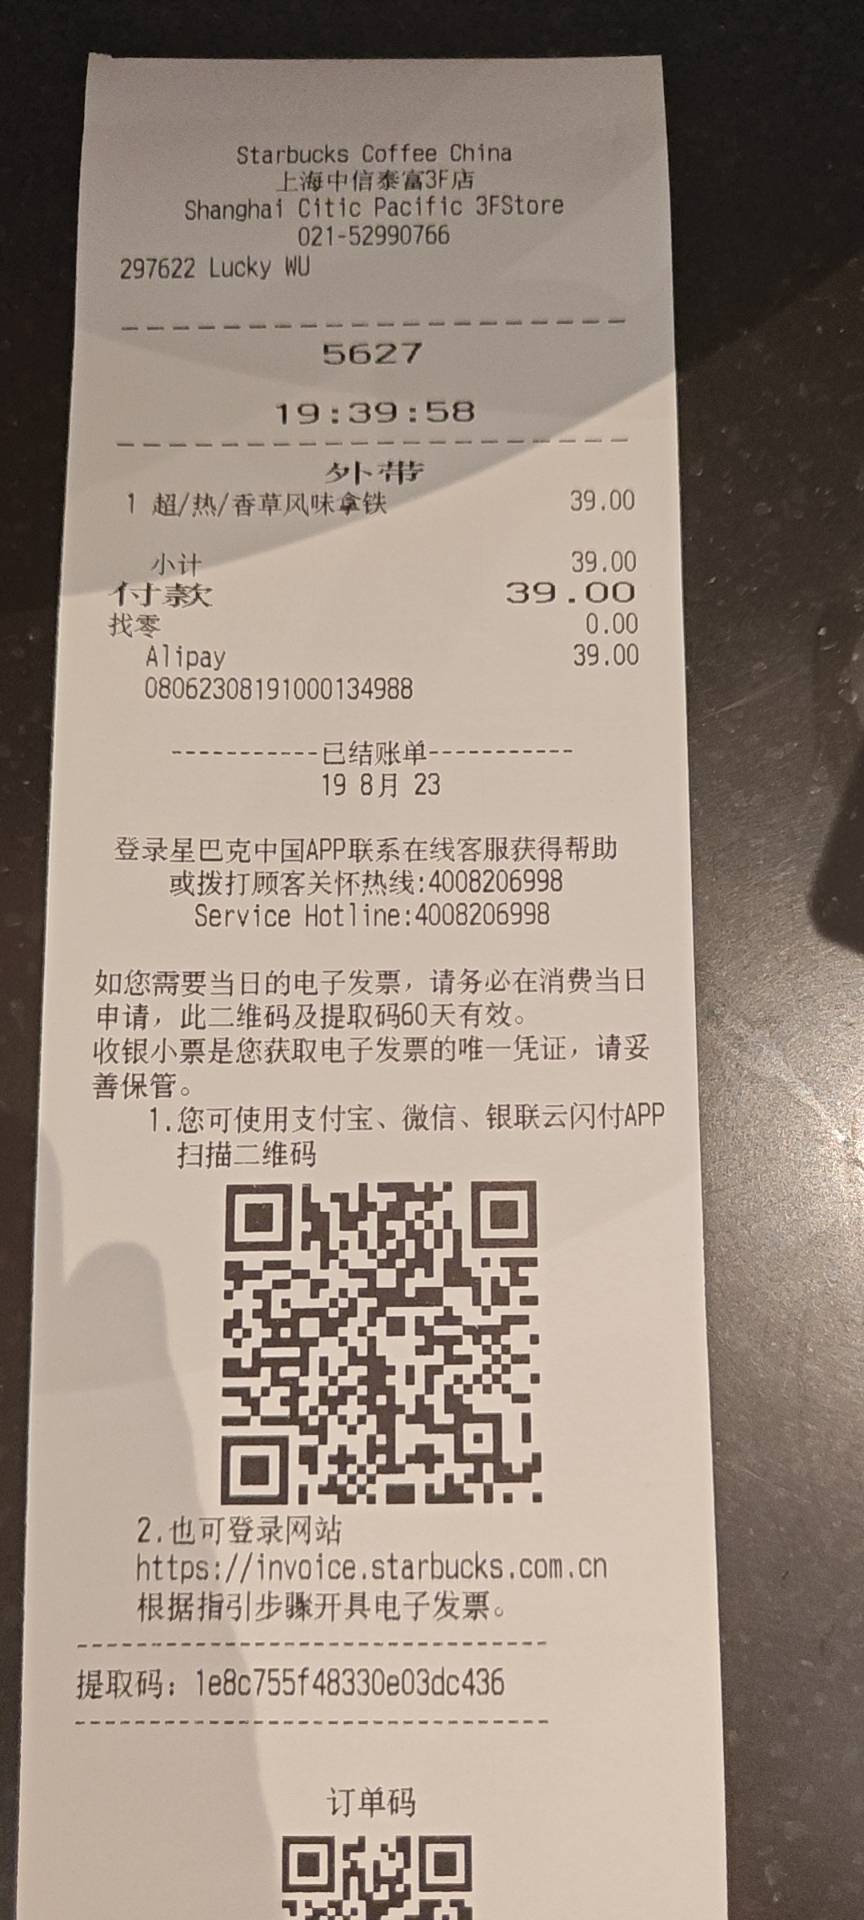 Starbucks Coffee China
上海中信泰富3F店
Shanghai Citic Pacific 3FStore
021-52990766
297622 Lucky WU
5627
19:39:58
外带
1 超/热/香草风味拿铁 39.00
小计 39.00
付款 39.00
找零 0.00
Alipay 39.00
08062308191000134988
-----------已结账单-----------
19 8月 23
登录星巴克中国APP联系在线客服获得帮助
或拨打顾客关怀热线:4008206998
Service Hotline:4008206998
如您需要当日的电子发票，请务必在消费当日
申请，此二维码及提取码60天有效。
收银小票是您获取电子发票的唯一凭证，请妥
善保管。
1.您可使用支付宝、微信、银联云闪付APP
扫描二维码
2.也可登录网站
https://invoice.starbucks.com.cn
根据指引步骤开具电子发票。
提取码：1e8c755f48330e03dc436
订单码